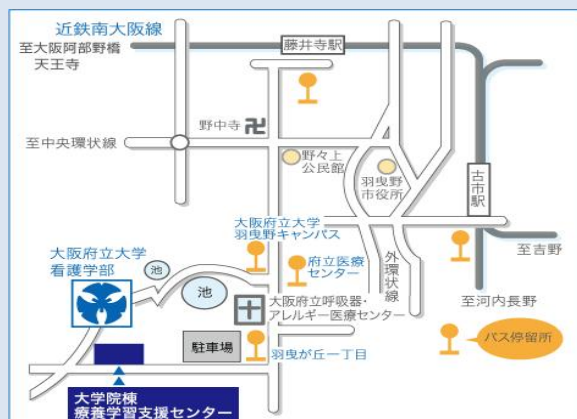 近鉄南大阪線
至大阪阿部野橋
天王寺
藤井寺駅
野中寺
至中央環状線
野々上
公民館
羽曳野
市役所
古市駅
大阪府立大学
羽曳野キャンパス
大阪府立大学
看護学部
池
池
府立医療
センター
外環状線
至吉野
至河内長野
大阪府立呼吸器・
アレルギー医療センター
駐車場
羽曳が丘一丁目
バス停留所
大学院棟
療養学習支援センター